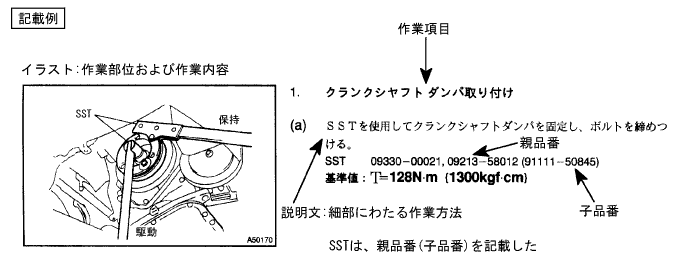 記載例
作業項目
イラスト:作業部位および作業内容
1. クランクシャフト ダンパ取り付け
SST
保持
駆動
A50170
(a) SSTを使用してクランクシャフトダンパを固定し、ボルトを締めつ
ける。
親品番
SST 09330-00021, 09213-58012 (91111-50845)
基準値:T=128N·m {1300kgf·cm}
子品番
説明文:細部にわたる作業方法
SSTは、親品番(子品番)を記載した